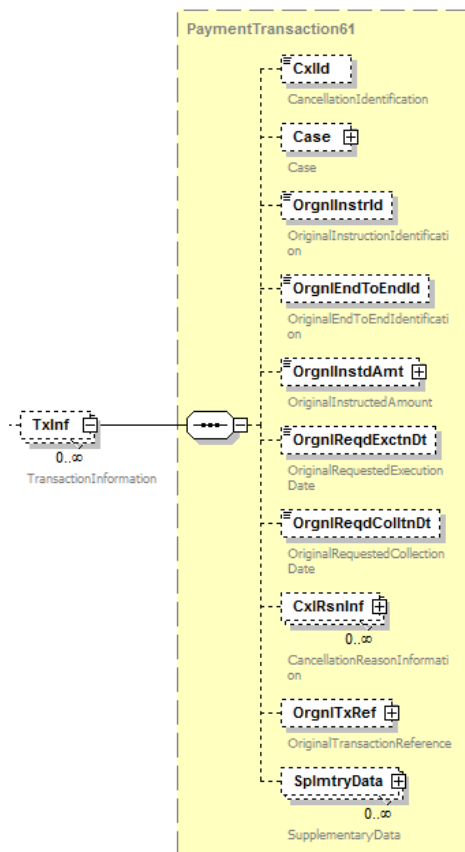 PaymentTransaction61
CxlId
CancellationIdentification
Case
Case
OrgnlInstrId
OriginalInstructionIdentificati
on
OrgnlEndToEndId
OriginalEndToEndIdentificati
on
OrgnlInstdAmt
OriginalInstructedAmount
TxInf
0..∞
TransactionInformation
OrgnlReqdExctnDt
OriginalRequestedExecution
Date
OrgnlReqdColltnDt
OriginalRequestedCollection
Date
CxlRsnInf
0..∞
CancellationReasonInformati
on
OrgnlTxRef
OriginalTransactionReference
SplmtryData
0..∞
SupplementaryData